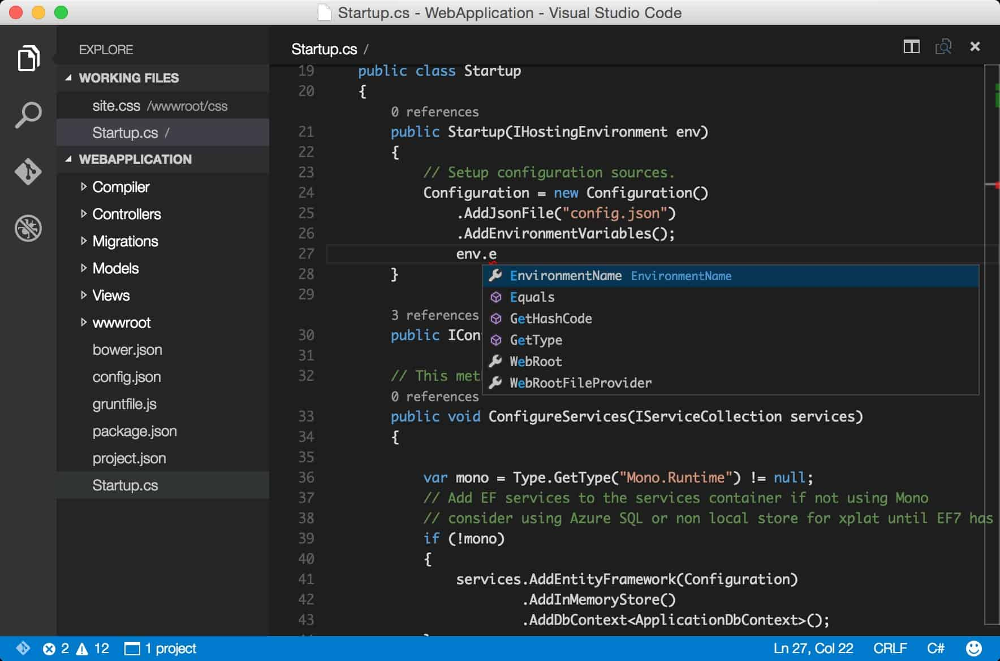 Startup.cs - WebApplication - Visual Studio Code
EXPLORE
WORKING FILES
site.css /wwwroot/css
Startup.cs /
WEBAPPLICATION
Compiler
Controllers
Migrations
Models
Views
wwwroot
bower.json
config.json
gruntfile.js
package.json
project.json
Startup.cs
Startup.cs /
19 public class Startup
20 {
0 references
21 public Startup(IHostingEnvironment env)
22 {
23 // Setup configuration sources.
24 Configuration = new Configuration()
25 .AddJsonFile("config.json")
26 .AddEnvironmentVariables();
27 env.e
28 }
29
3 references
30 public ICon
31
32 // This met
0 references
33 public void ConfigureServices(IServiceCollection services)
34 {
35
36 var mono = Type.GetType("Mono.Runtime") != null;
37 // Add EF services to the services container if not using Mono
38 // consider using Azure SQL or non local store for xplat until EF7 has
39 if (!mono)
40 {
41 services.AddEntityFramework(Configuration)
42 .AddInMemoryStore()
43 .AddDbContext<ApplicationDbContext>();
EnvironmentName EnvironmentName
Equals
GetHashCode
GetType
WebRoot
WebRootFileProvider
2 12 1 project
Ln 27, Col 22 CRLF C#